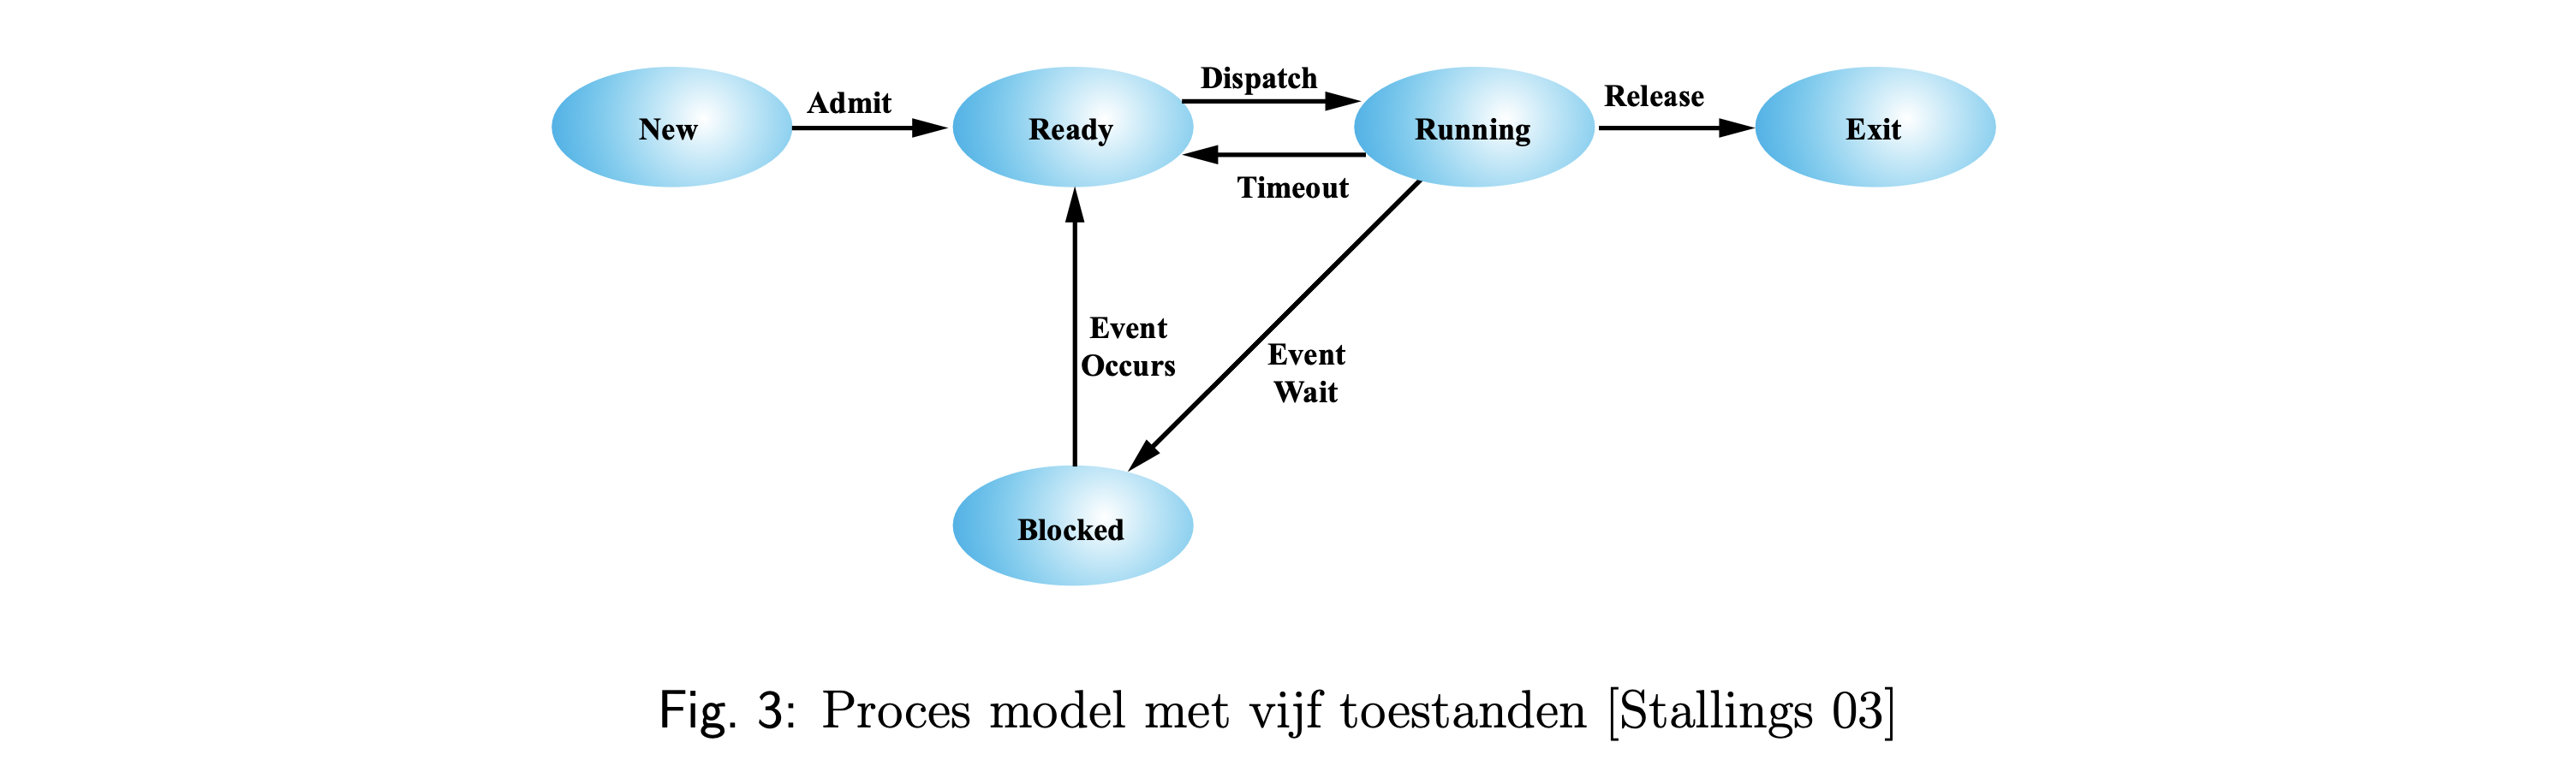 Dispatch
Admit
Release
New
Ready
Running
Exit
Timeout
Event
Occurs
Event
Wait
Blocked
Fig. 3: Proces model met vijf toestanden [Stallings 03]